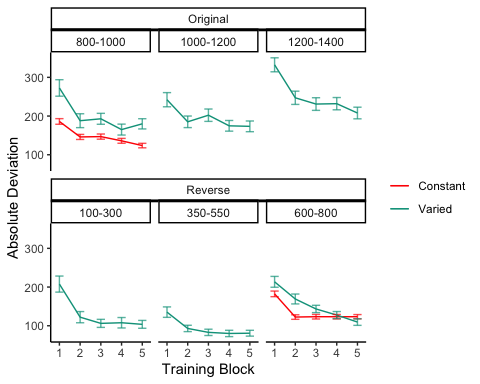 Original
800-1000 1000-1200 1200-1400
300
200
100
Absolute Deviation
Reverse
100-300 350-550 600-800
300
200
100
1 2 3 4 5 1 2 3 4 5 1 2 3 4 5
Training Block
Constant
Varied